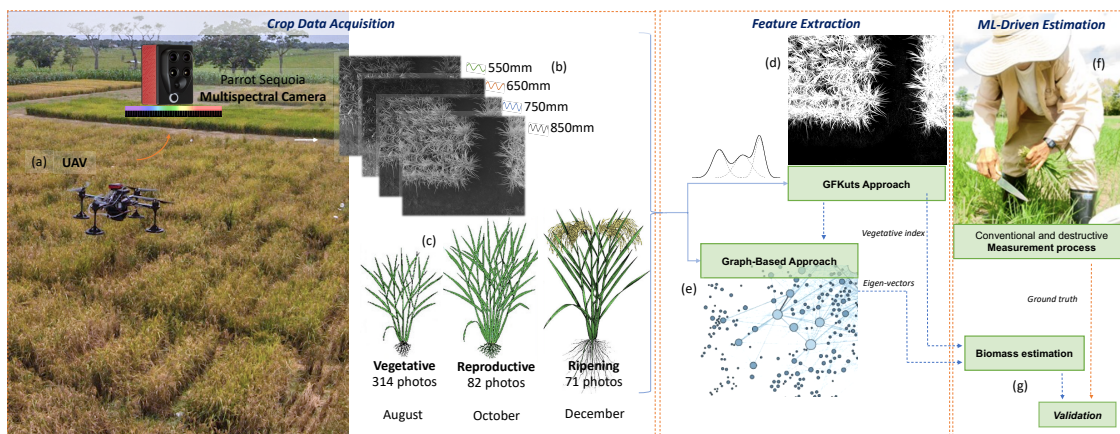 Crop Data Acquisition
Feature Extraction
ML-Driven Estimation
Parrot Sequoia
Multispectral Camera
(a) UAV
(b)
550mm
650mm
750mm
850mm
(c)
Vegetative
314 photos
August
Reproductive
82 photos
October
Ripening
71 photos
December
(d)
GFKuts Approach
Vegetative index
Graph-Based Approach
(e)
Eigen-vectors
(f)
Conventional and destructive
Measurement process
Ground truth
Biomass estimation
(g)
Validation